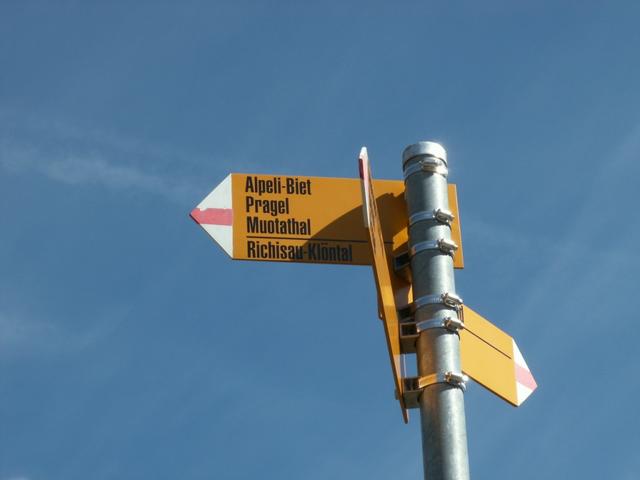 Alpeli-Biet
Pragel
Muotathal
Richisau-Klöntal